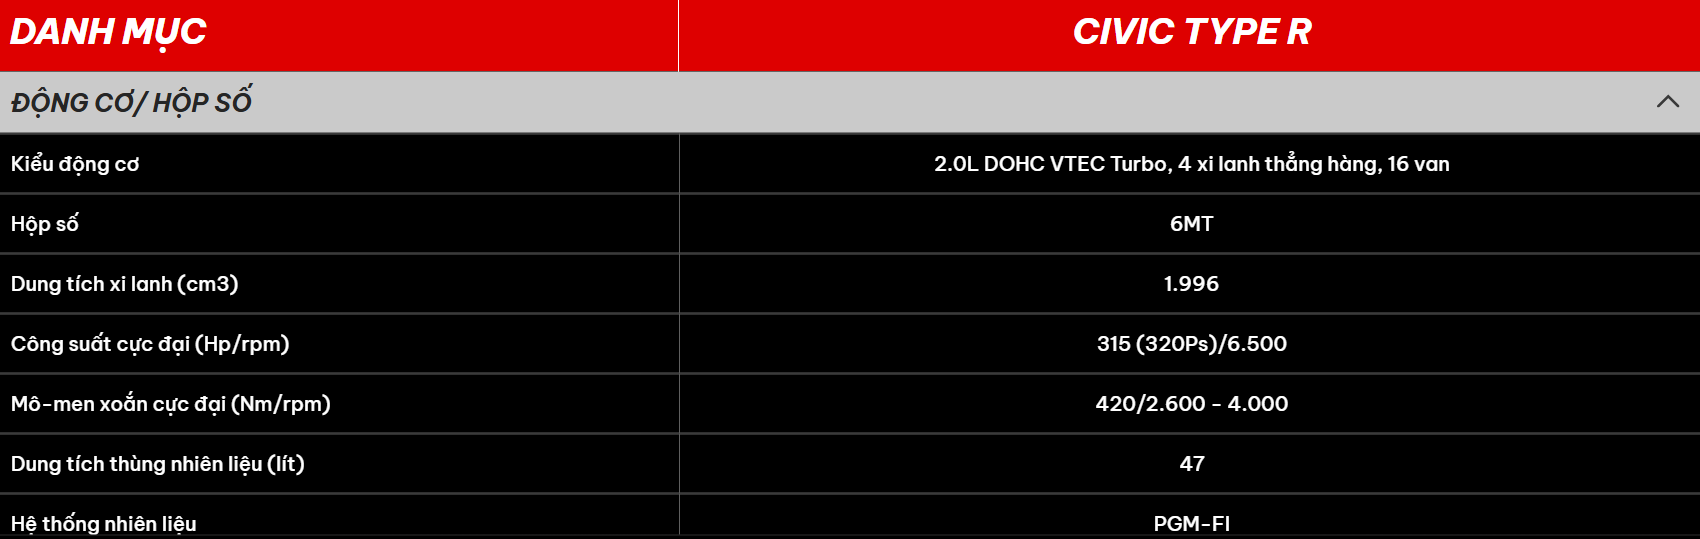 DANH MỤC CIVIC TYPE R
ĐỘNG CƠ/ HỘP SỐ
Kiểu động cơ 2.0L DOHC VTEC Turbo, 4 xi lanh thẳng hàng, 16 van
Hộp số 6MT
Dung tích xi lanh (cm3) 1.996
Công suất cực đại (Hp/rpm) 315 (320Ps)/6.500
Mô-men xoắn cực đại (Nm/rpm) 420/2.600 - 4.000
Dung tích thùng nhiên liệu (lít) 47
Hệ thống nhiên liệu PGM-FI